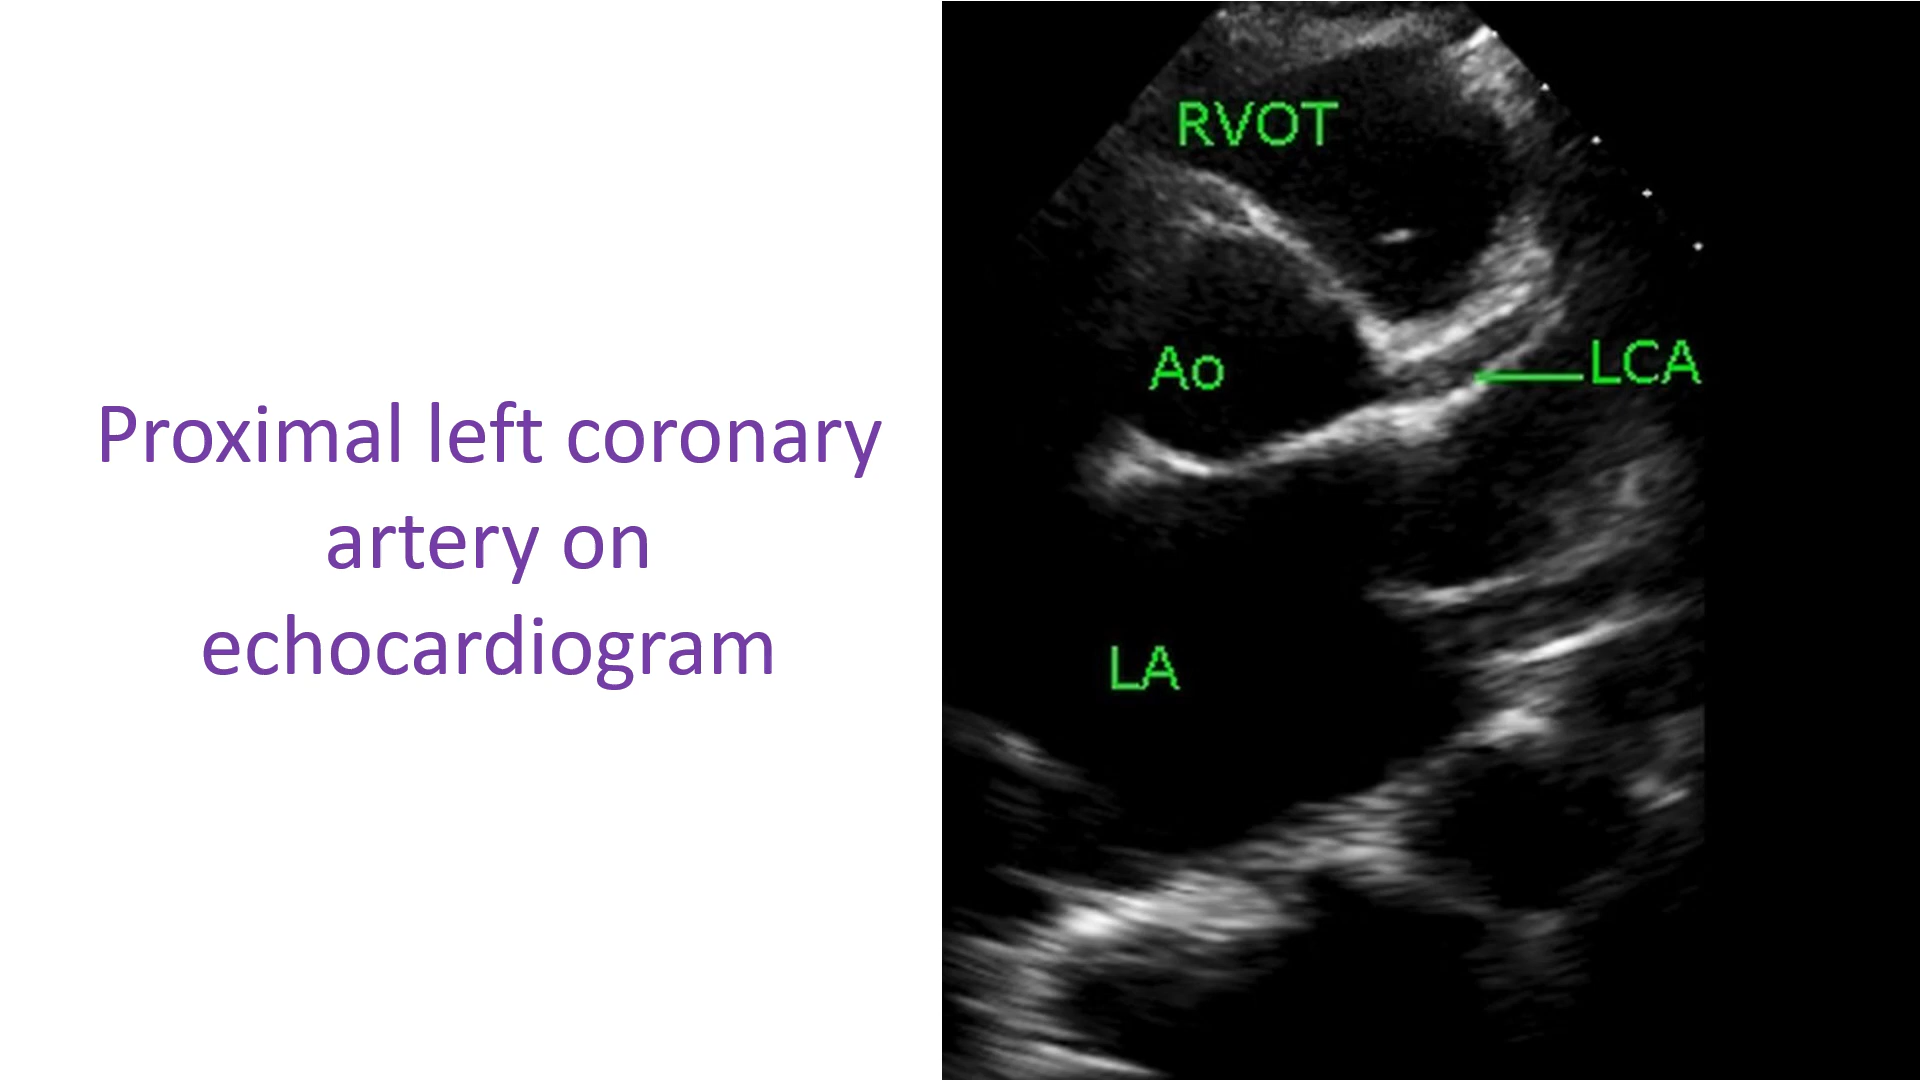 Proximal left coronary
artery on
echocardiogram
RVOT
Ao
LCA
LA